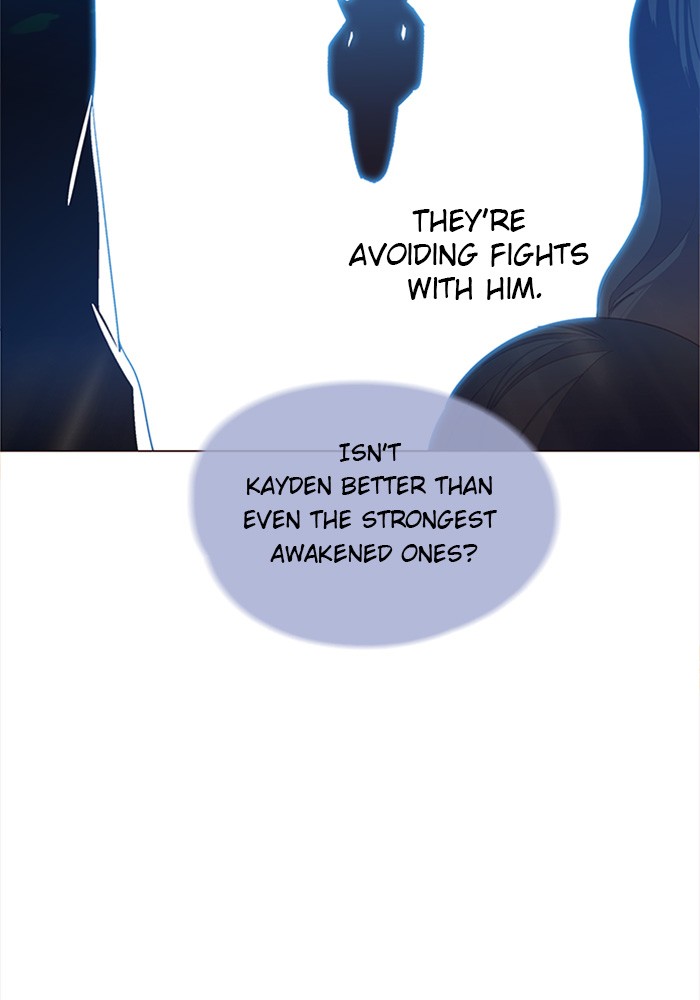 THEY'RE
AVOIDING FIGHTS
WITH HIM.
ISN'T
KAYDEN BETTER THAN
EVEN THE STRONGEST
AWAKENED ONES?